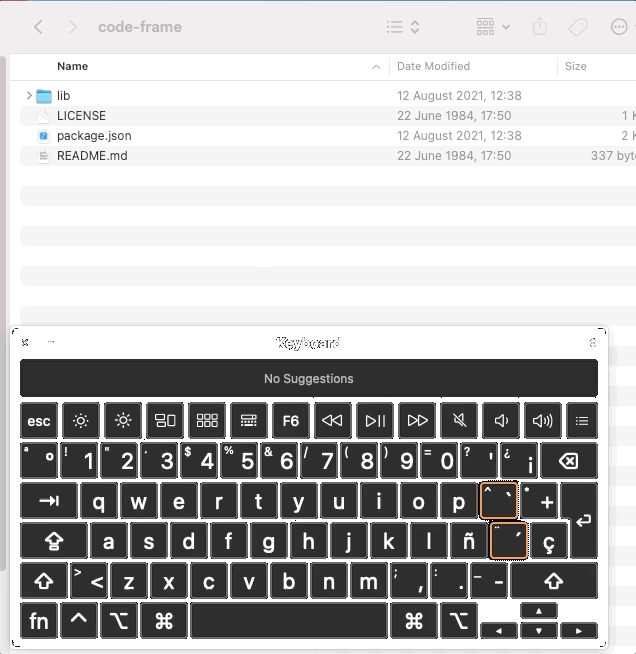 code-frame
Name Date Modified Size
lib 12 August 2021, 12:38
LICENSE 22 June 1984, 17:50 1 K
package.json 12 August 2021, 12:38 2 K
README.md 22 June 1984, 17:50 337 byt
Keyboard
No Suggestions
esc F6
ª º ! 1 " 2 · 3 $ 4 % 5 & 6 / 7 ( 8 ) 9 = 0 ? ' ¿ ¡
q w e r t y u i o p ^ ` * +
a s d f g h j k l ñ ¨ ´ ç
> < z x c v b n m ; , : . _ -
fn ^ ⌥ ⌘ ⌘ ⌥